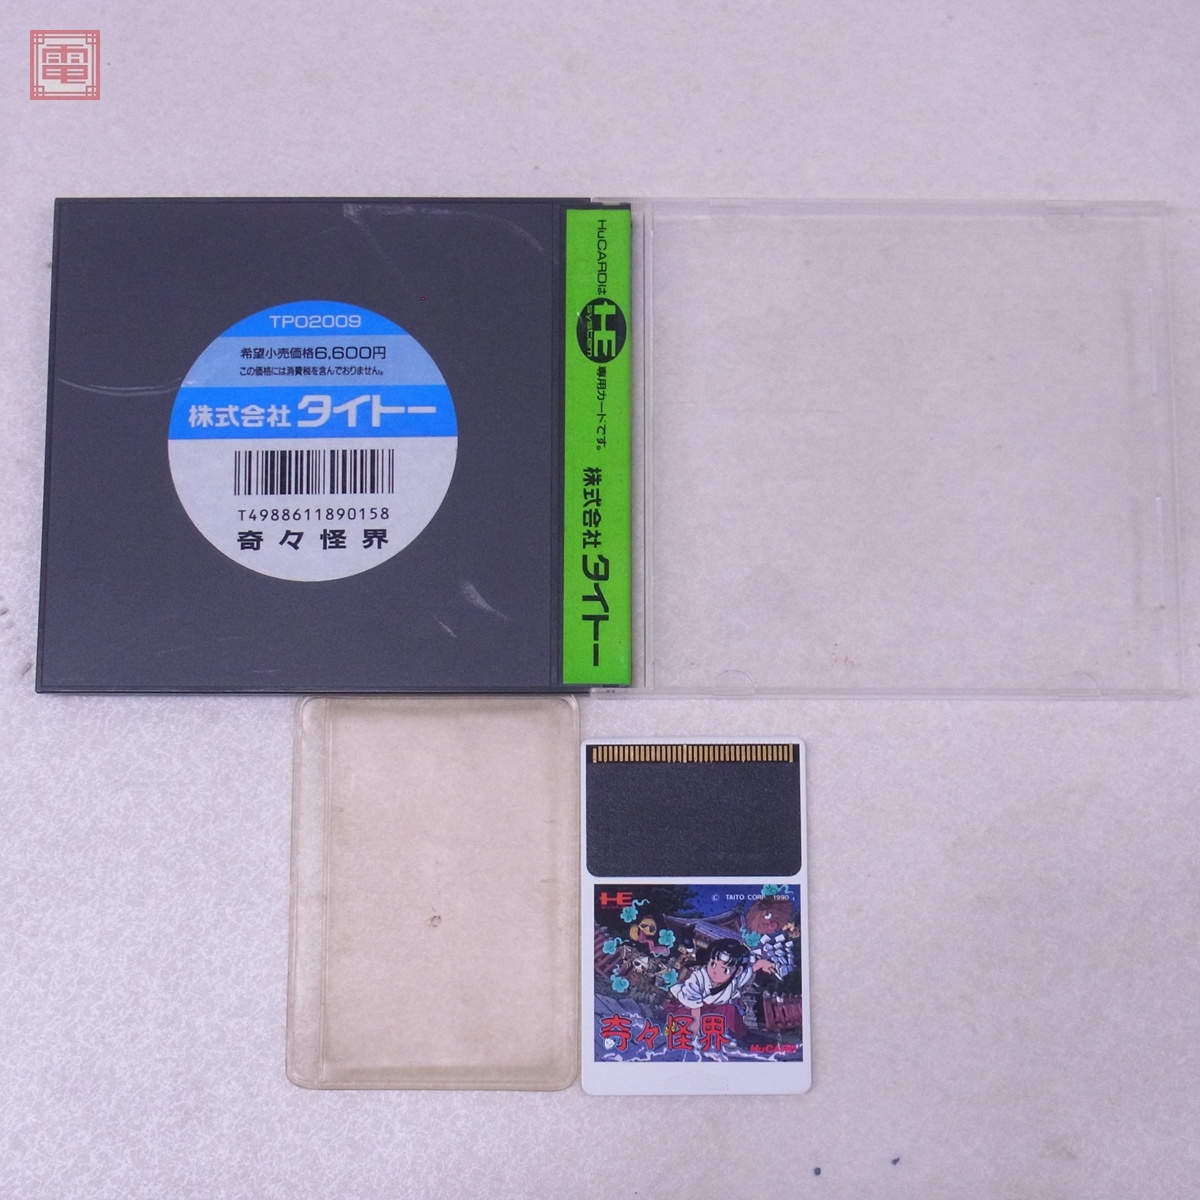 電
TP02009
希望小売価格6,600円
この価格には消費税を含んでおりません。
株式会社 タイトー
T4988611890158
奇々怪界
HuCARDは HE system 専用カードです。 株式会社 タイトー
HE
© TAITO CORP. 1990
奇々怪界
HuCARD